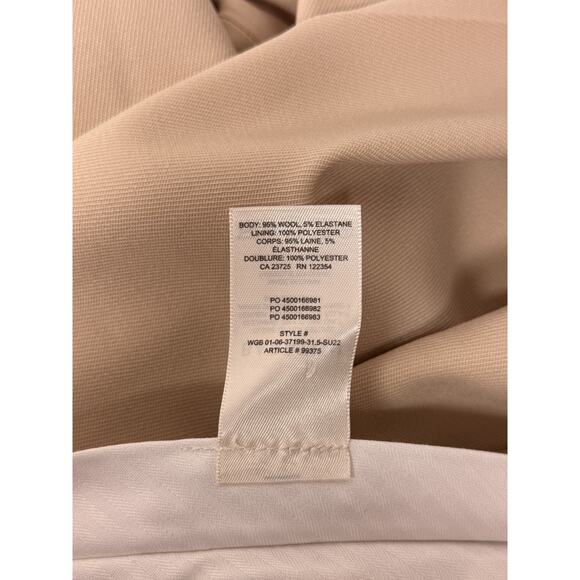 BODY: 95% WOOL, 5% ELASTANE
LINING: 100% POLYESTER
CORPS: 95% LAINE, 5%
ÉLASTHANNE
DOUBLURE: 100% POLYESTER
CA 23725 RN 122354
PO 4500166981
PO 4500166982
PO 4500166983
STYLE #
WGB 01-06-37199-31.5-SU22
ARTICLE # 99375